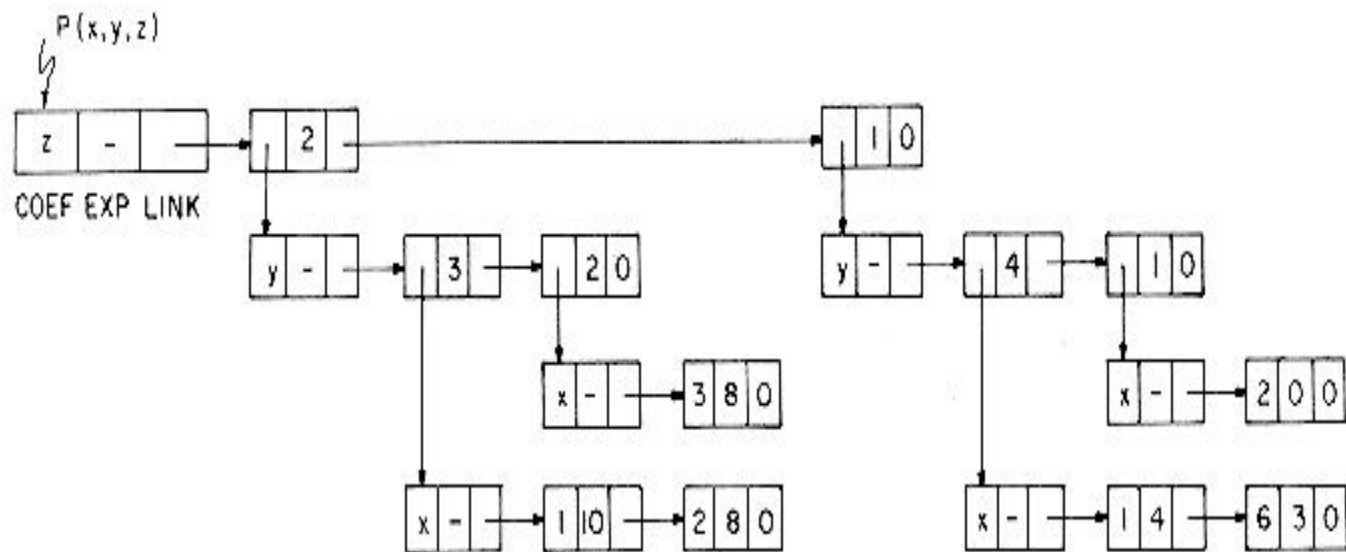 P(x,y,z)
z - 2 1 0
COEF EXP LINK
y - 3 2 0 y - 4 1 0
x - 3 8 0 x - 2 0 0
x - 1 10 2 8 0 x - 1 4 6 3 0